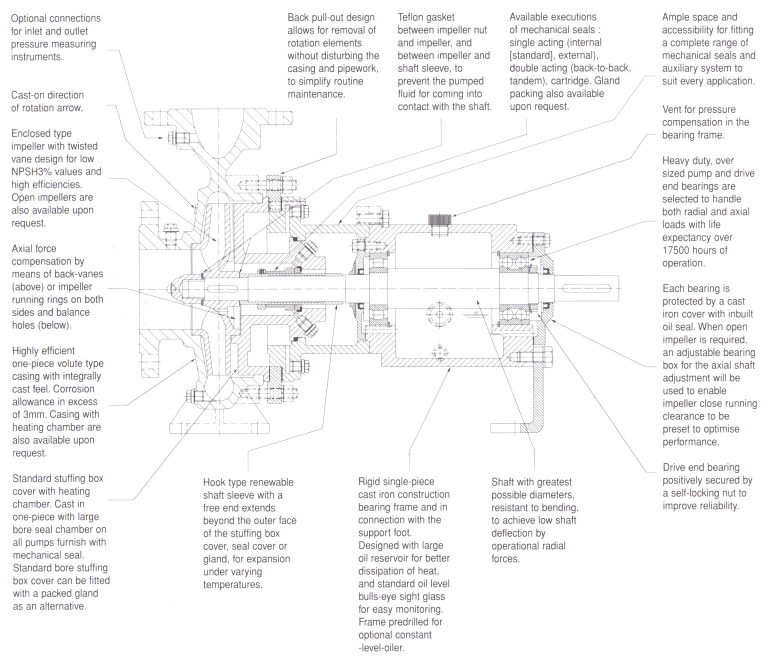 Optional connections
for inlet and outlet
pressure measuring
instruments.
Cast-on direction
of rotation arrow.
Enclosed type
impeller with twisted
vane design for low
NPSH3% values and
high efficiencies.
Open impellers are
also available upon
request.
Axial force
compensation by
means of back-vanes
(above) or impeller
running rings on both
sides and balance
holes (below).
Highly efficient
one-piece volute type
casing with integrally
cast feel. Corrosion
allowance in excess
of 3mm. Casing with
heating chamber are
also available upon
request.
Standard stuffing box
cover with heating
chamber. Cast in
one-piece with large
bore seal chamber on
all pumps furnish with
mechanical seal.
Standard bore stuffing
box cover can be fitted
with a packed gland
as an alternative.
Back pull-out design
allows for removal of
rotation elements
without disturbing the
casing and pipework,
to simplify routine
maintenance.
Teflon gasket
between impeller nut
and impeller, and
between impeller and
shaft sleeve, to
prevent the pumped
fluid for coming into
contact with the shaft.
Available executions
of mechanical seals :
single acting (internal
[standard], external),
double acting (back-to-back,
tandem), cartridge. Gland
packing also available
upon request.
Ample space and
accessibility for fitting
a complete range of
mechanical seals and
auxiliary system to
suit every application.
Vent for pressure
compensation in the
bearing frame.
Heavy duty, over
sized pump and drive
end bearings are
selected to handle
both radial and axial
loads with life
expectancy over
17500 hours of
operation.
Each bearing is
protected by a cast
iron cover with inbuilt
oil seal. When open
impeller is required,
an adjustable bearing
box for the axial shaft
adjustment will be
used to enable
impeller close running
clearance to be
preset to optimise
performance.
Drive end bearing
positively secured by
a self-locking nut to
improve reliability.
Hook type renewable
shaft sleeve with a
free end extends
beyond the outer face
of the stuffing box
cover, seal cover or
gland, for expansion
under varying
temperatures.
Rigid single-piece
cast iron construction
bearing frame and in
connection with the
support foot.
Designed with large
oil reservoir for better
dissipation of heat,
and standard oil level
bulls-eye sight glass
for easy monitoring.
Frame predrilled for
optional constant
-level-oiler.
Shaft with greatest
possible diameters,
resistant to bending,
to achieve low shaft
deflection by
operational radial
forces.